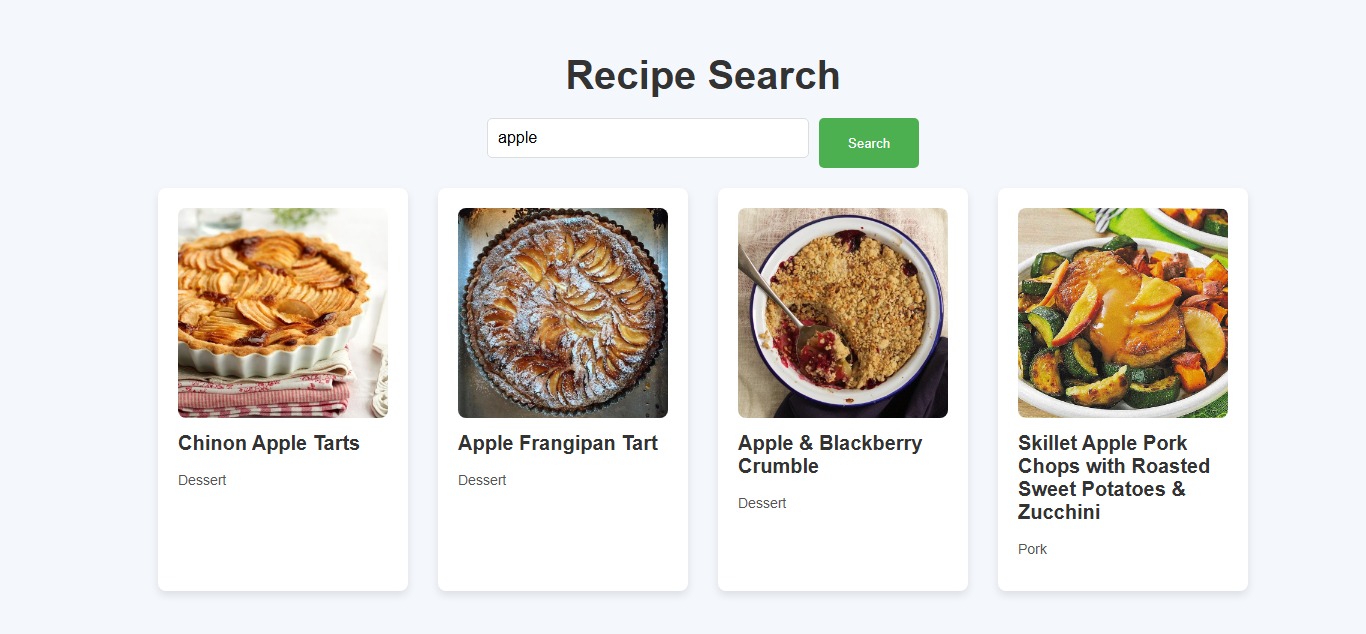 Recipe Search
apple
Search
Chinon Apple Tarts
Dessert
Apple Frangipan Tart
Dessert
Apple & Blackberry
Crumble
Dessert
Skillet Apple Pork
Chops with Roasted
Sweet Potatoes &
Zucchini
Pork